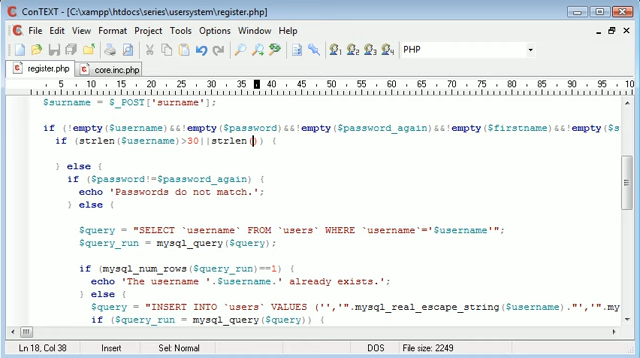 ConTEXT - [C:\xampp\htdocs\series\usersystem\register.php]
File Edit View Format Project Tools Options Window Help
PHP
register.php core.inc.php
5 10 15 20 25 30 35 40 45 50 55 60 65 70 75 80 85 90 95 100
$surname = $_POST['surname'];
if (!empty($username)&&!empty($password)&&!empty($password_again)&&!empty($firstname)&&!empty($s
if (strlen($username)>30||strlen()) {
} else {
if ($password!=$password_again) {
echo 'Passwords do not match.';
} else {
$query = "SELECT `username` FROM `users` WHERE `username`='$username'";
$query_run = mysql_query($query);
if (mysql_num_rows($query_run)==1) {
echo 'The username '.$username.' already exists.';
} else {
$query = "INSERT INTO `users` VALUES ('','".mysql_real_escape_string($username)."','".my
if ($query_run = mysql_query($query)) {
Ln 18, Col 38 Insert Sel: Normal DOS File size: 2249